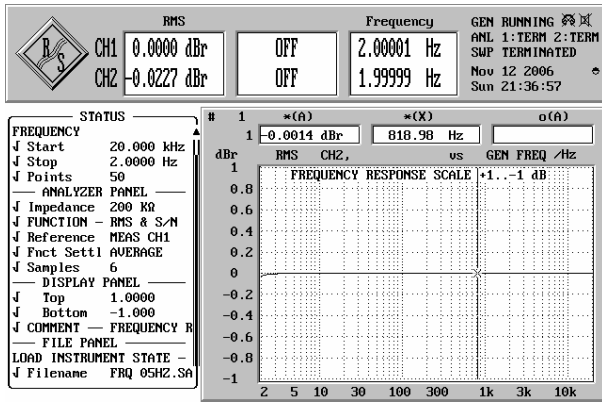 RMS
Frequency
GEN RUNNING
R/S
CH1 0.0000 dBr
OFF
2.00001 Hz
ANL 1:TERM 2:TERM
SWP TERMINATED
CH2 -0.0227 dBr
OFF
1.99999 Hz
Nov 12 2006
Sun 21:36:57
STATUS
FREQUENCY
√ Start 20.000 kHz
√ Stop 2.0000 Hz
√ Points 50
ANALYZER PANEL
√ Impedance 200 KΩ
√ FUNCTION - RMS & S/N
√ Reference MEAS CH1
√ Fnct Settl AVERAGE
√ Samples 6
DISPLAY PANEL
√ Top 1.0000
√ Bottom -1.000
√ COMMENT — FREQUENCY R
FILE PANEL
LOAD INSTRUMENT STATE -
√ Filename FRQ 05HZ.SA
# 1 *(A) *(X) o(A)
1 -0.0014 dBr 818.98 Hz
dBr RMS CH2, vs GEN FREQ /Hz
FREQUENCY RESPONSE SCALE +1..-1 dB
1
0.8
0.6
0.4
0.2
0
-0.2
-0.4
-0.6
-0.8
-1
2 5 10 30 100 300 1k 3k 10k